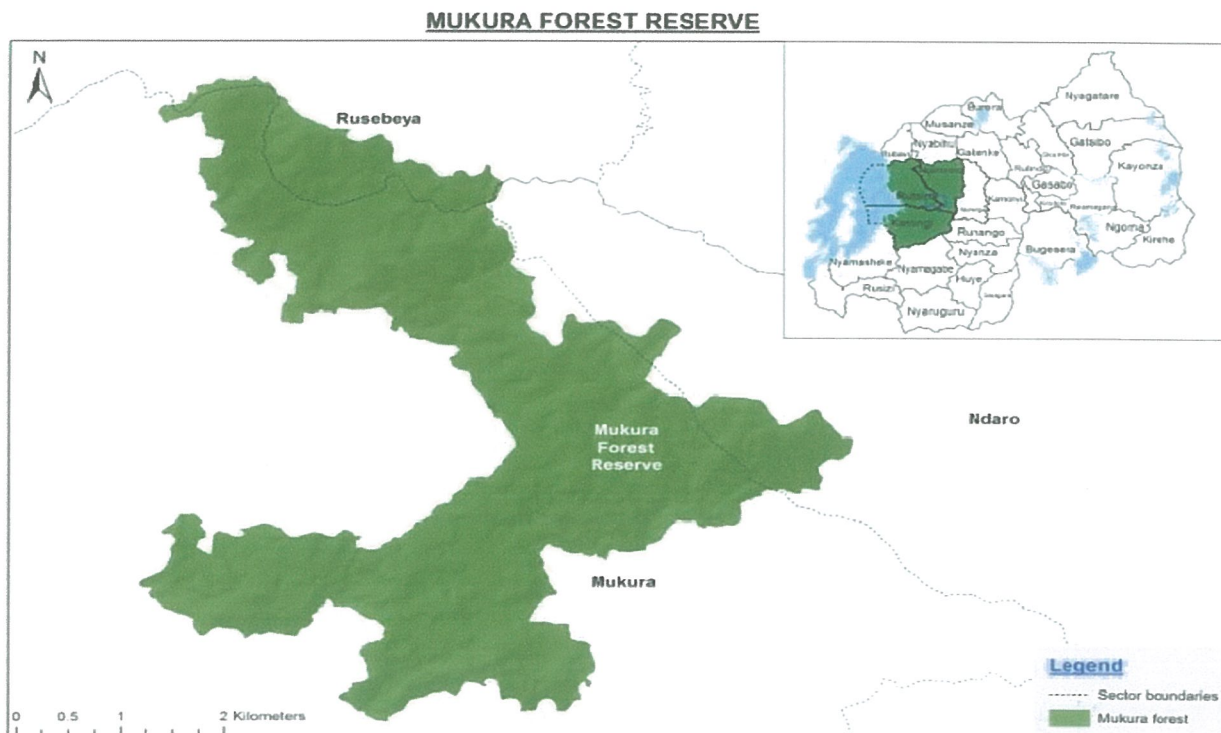 MUKURA FOREST RESERVE
N
Rusebeya
Ndaro
Mukura
Forest
Reserve
Mukura
0 0.5 1 2 Kilometers
Nyagatare
Burera
Musanze
Nyabihu
Gakenke
Gatsibo
Kayonza
Gasabo
Kamonyi
Ngoma
Kirehe
Ruhango
Bugesera
Nyanza
Nyamasheke
Nyamagabe
Huye
Rusizi
Nyaruguru
Legend
Sector boundaries
Mukura forest